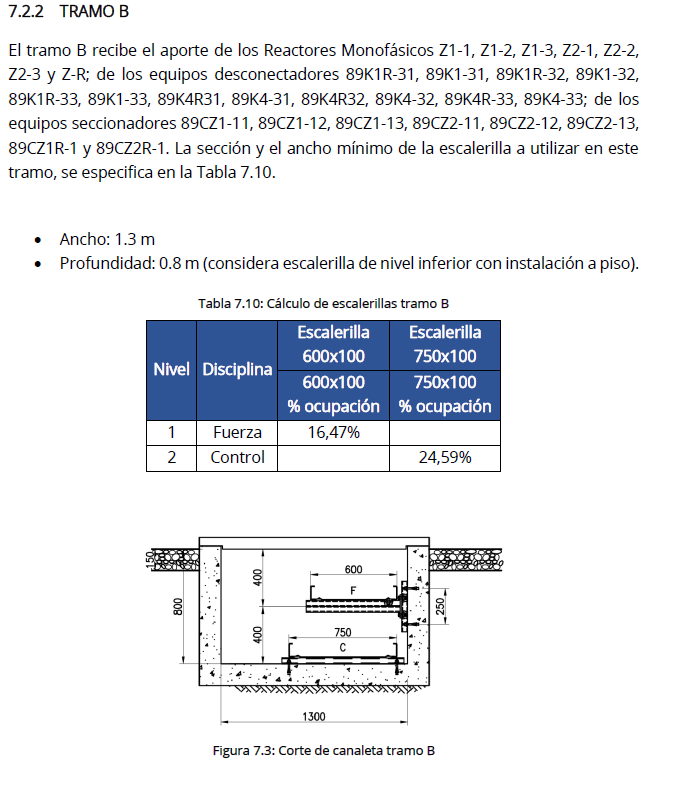 7.2.2 TRAMO B
El tramo B recibe el aporte de los Reactores Monofásicos Z1-1, Z1-2, Z1-3, Z2-1, Z2-2,
Z2-3 y Z-R; de los equipos desconectadores 89K1R-31, 89K1-31, 89K1R-32, 89K1-32,
89K1R-33, 89K1-33, 89K4R31, 89K4-31, 89K4R32, 89K4-32, 89K4R-33, 89K4-33; de los
equipos seccionadores 89CZ1-11, 89CZ1-12, 89CZ1-13, 89CZ2-11, 89CZ2-12, 89CZ2-13,
89CZ1R-1 y 89CZ2R-1. La sección y el ancho mínimo de la escalerilla a utilizar en este
tramo, se especifica en la Tabla 7.10.
• Ancho: 1.3 m
• Profundidad: 0.8 m (considera escalerilla de nivel inferior con instalación a piso).
Tabla 7.10: Cálculo de escalerillas tramo B
Nivel Disciplina Escalerilla 600x100 Escalerilla 750x100
600x100 % ocupación 750x100 % ocupación
1 Fuerza 16,47%
2 Control 24,59%
150
800
400
400
600
F
750
C
250
1300
Figura 7.3: Corte de canaleta tramo B